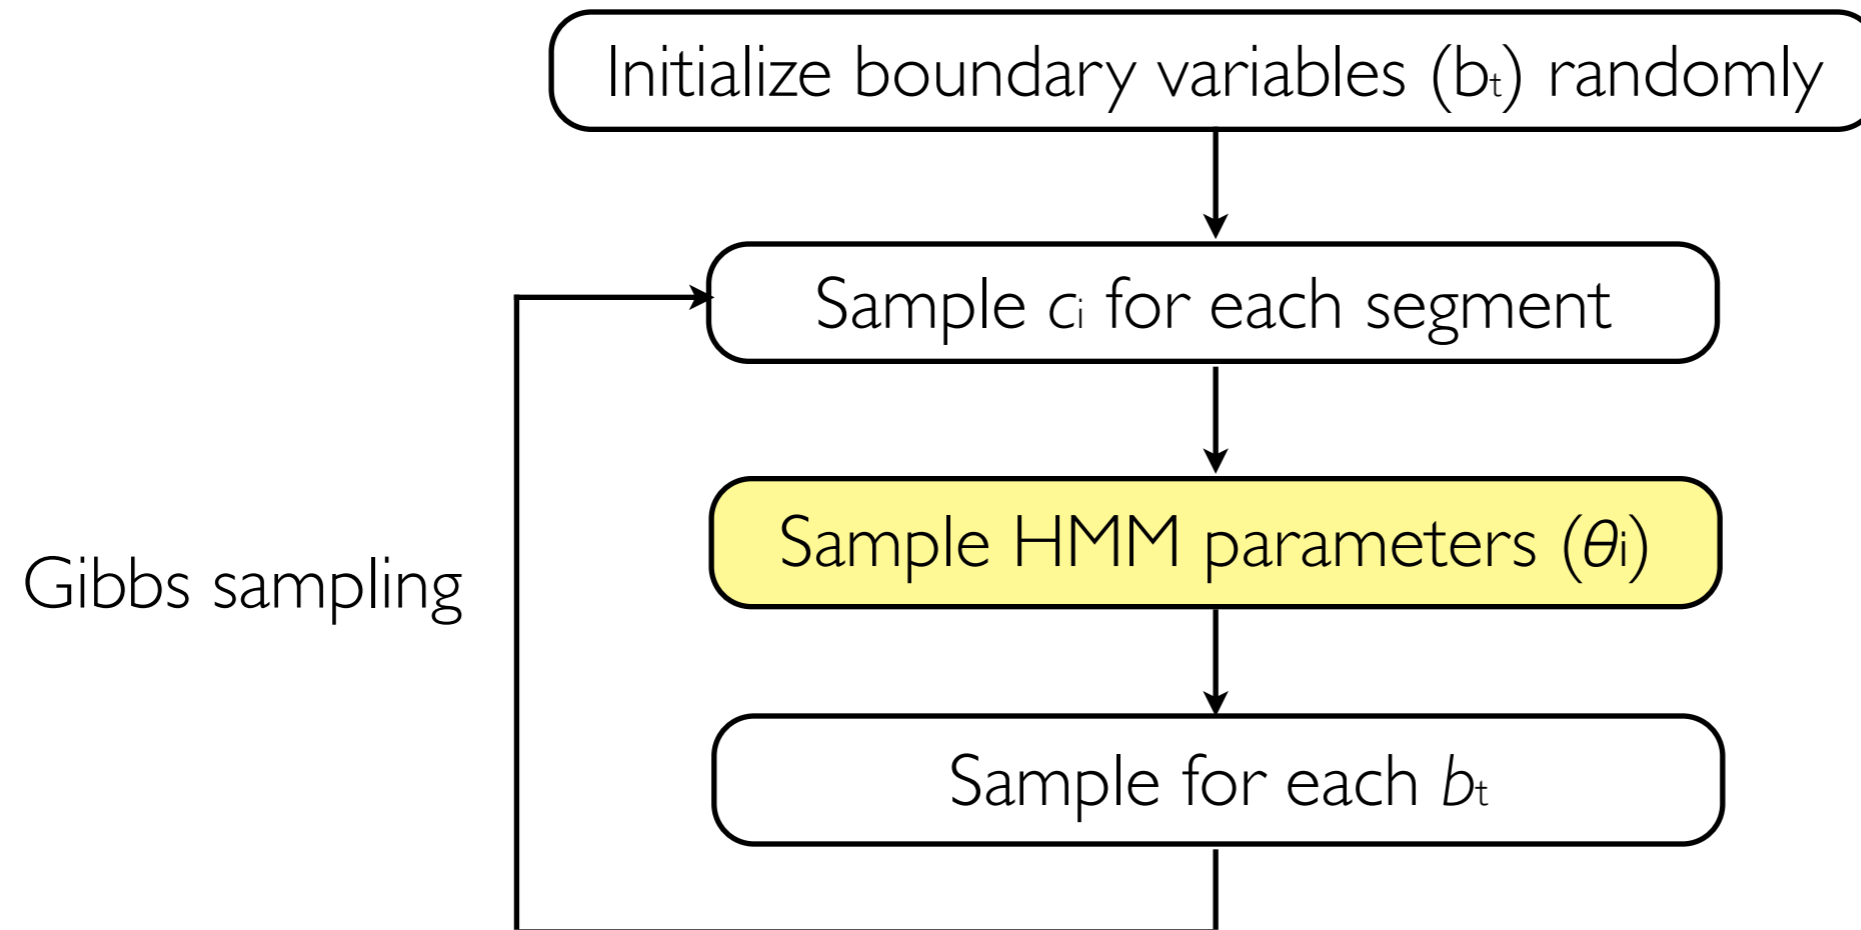 Initialize boundary variables (bt) randomly
Sample ci for each segment
Sample HMM parameters (θi)
Gibbs sampling
Sample for each bt